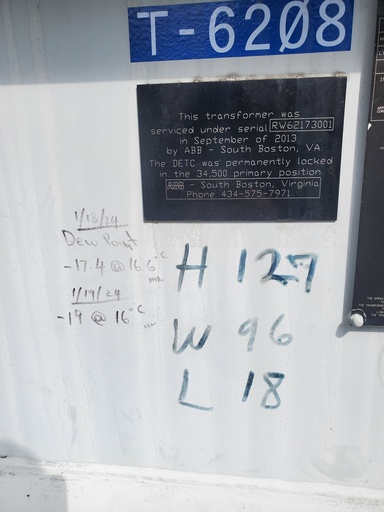 T-6208
This transformer was
serviced under serial RW62173001
in September of 2013
by ABB - South Boston, VA
The DETC was permanently locked
in the 34,500 primary position
ABB - South Boston, Virginia
Phone 434-575-7971
1/18/24
Dew Point
-17.4 @ 16.6°C
1/19/24
-19 @ 16°C
H 127
W 96
L 18